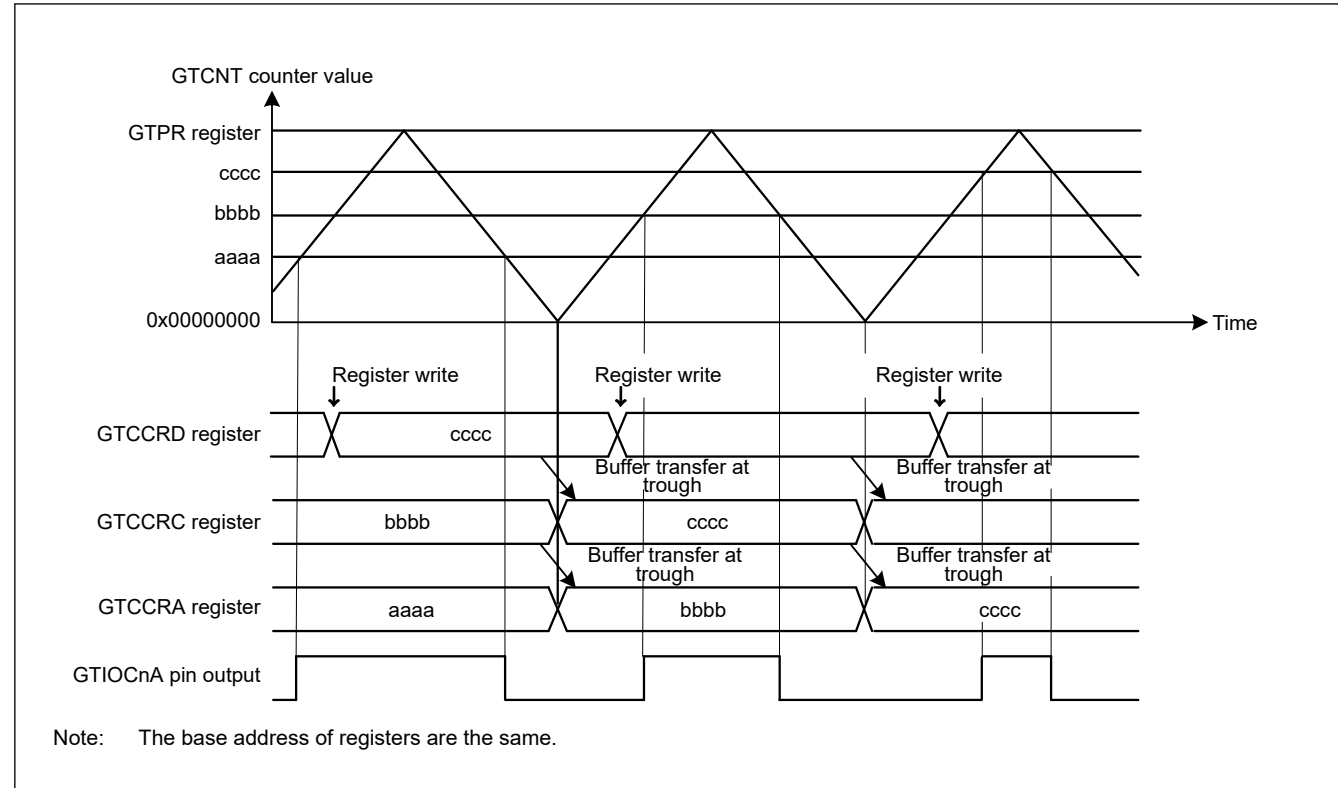 GTCNT counter value
GTPR register
cccc
bbbb
aaaa
0x00000000
Time
Register write
Register write
Register write
GTCCRD register
cccc
Buffer transfer at
trough
Buffer transfer at
trough
GTCCRC register
bbbb
cccc
Buffer transfer at
trough
Buffer transfer at
trough
GTCCRA register
aaaa
bbbb
cccc
GTIOCnA pin output
Note: The base address of registers are the same.